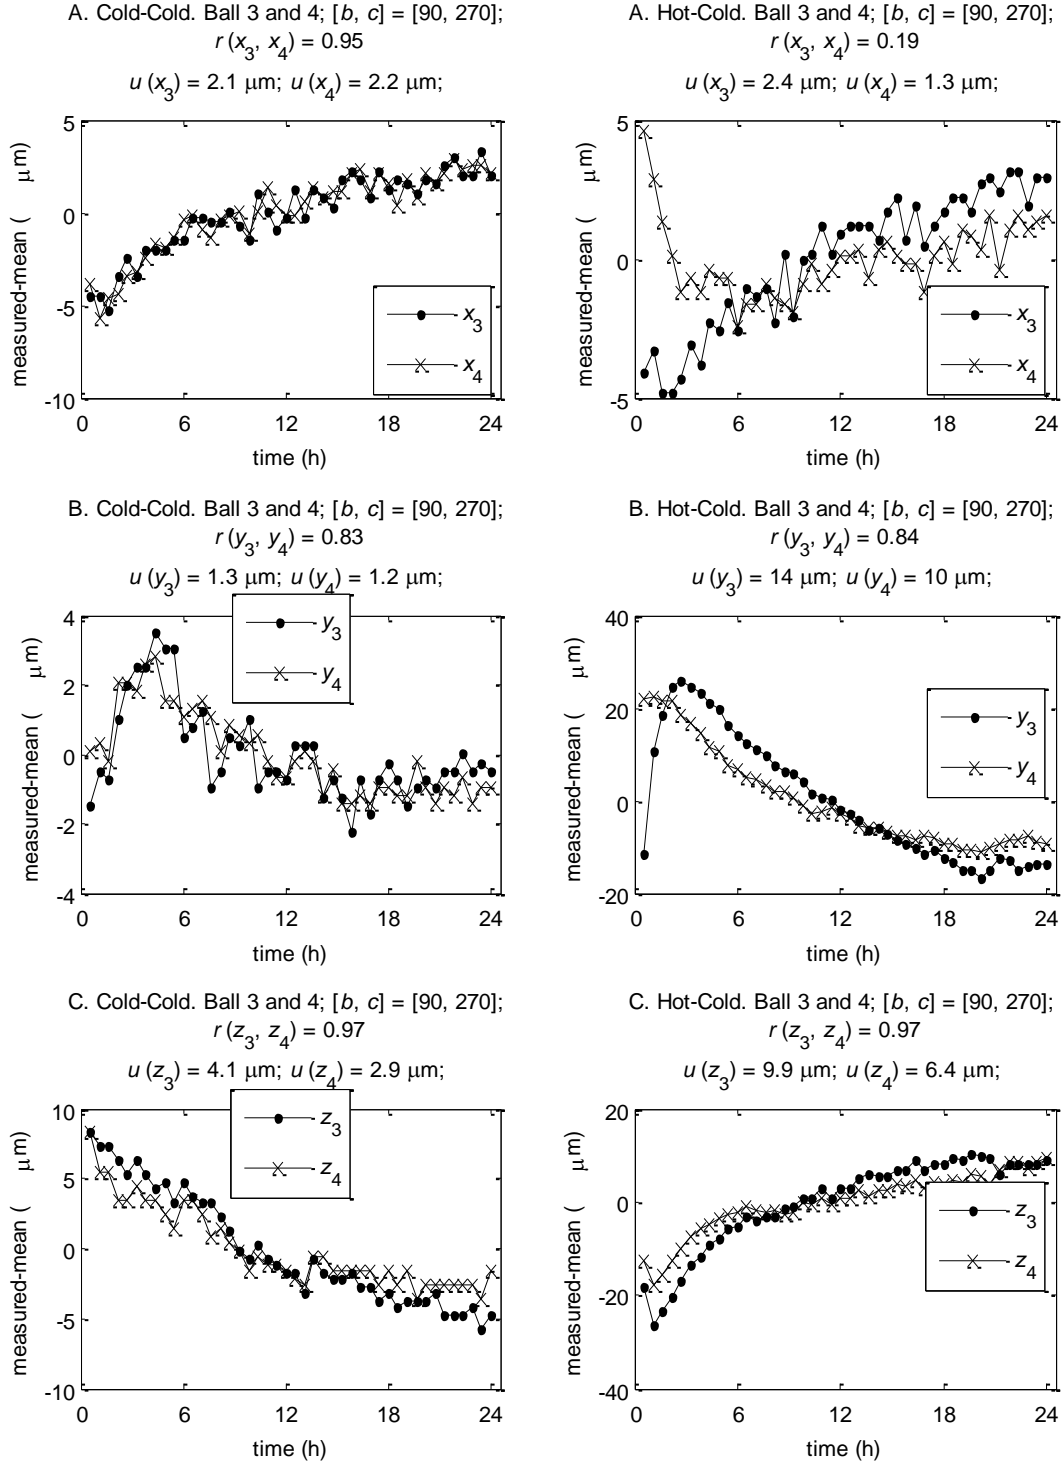 A. Cold-Cold. Ball 3 and 4; [b, c] = [90, 270];
r (x3, x4) = 0.95
u (x3) = 2.1 μm; u (x4) = 2.2 μm;
measured-mean ( μm)
5
0
-5
-10
x3
x4
0 6 12 18 24
time (h)
A. Hot-Cold. Ball 3 and 4; [b, c] = [90, 270];
r (x3, x4) = 0.19
u (x3) = 2.4 μm; u (x4) = 1.3 μm;
measured-mean ( μm)
5
0
-5
x3
x4
0 6 12 18 24
time (h)
B. Cold-Cold. Ball 3 and 4; [b, c] = [90, 270];
r (y3, y4) = 0.83
u (y3) = 1.3 μm; u (y4) = 1.2 μm;
measured-mean ( μm)
4
2
0
-2
-4
y3
y4
0 6 12 18 24
time (h)
B. Hot-Cold. Ball 3 and 4; [b, c] = [90, 270];
r (y3, y4) = 0.84
u (y3) = 14 μm; u (y4) = 10 μm;
measured-mean ( μm)
40
20
0
-20
y3
y4
0 6 12 18 24
time (h)
C. Cold-Cold. Ball 3 and 4; [b, c] = [90, 270];
r (z3, z4) = 0.97
u (z3) = 4.1 μm; u (z4) = 2.9 μm;
measured-mean ( μm)
10
5
0
-5
-10
z3
z4
0 6 12 18 24
time (h)
C. Hot-Cold. Ball 3 and 4; [b, c] = [90, 270];
r (z3, z4) = 0.97
u (z3) = 9.9 μm; u (z4) = 6.4 μm;
measured-mean ( μm)
20
0
-20
-40
z3
z4
0 6 12 18 24
time (h)